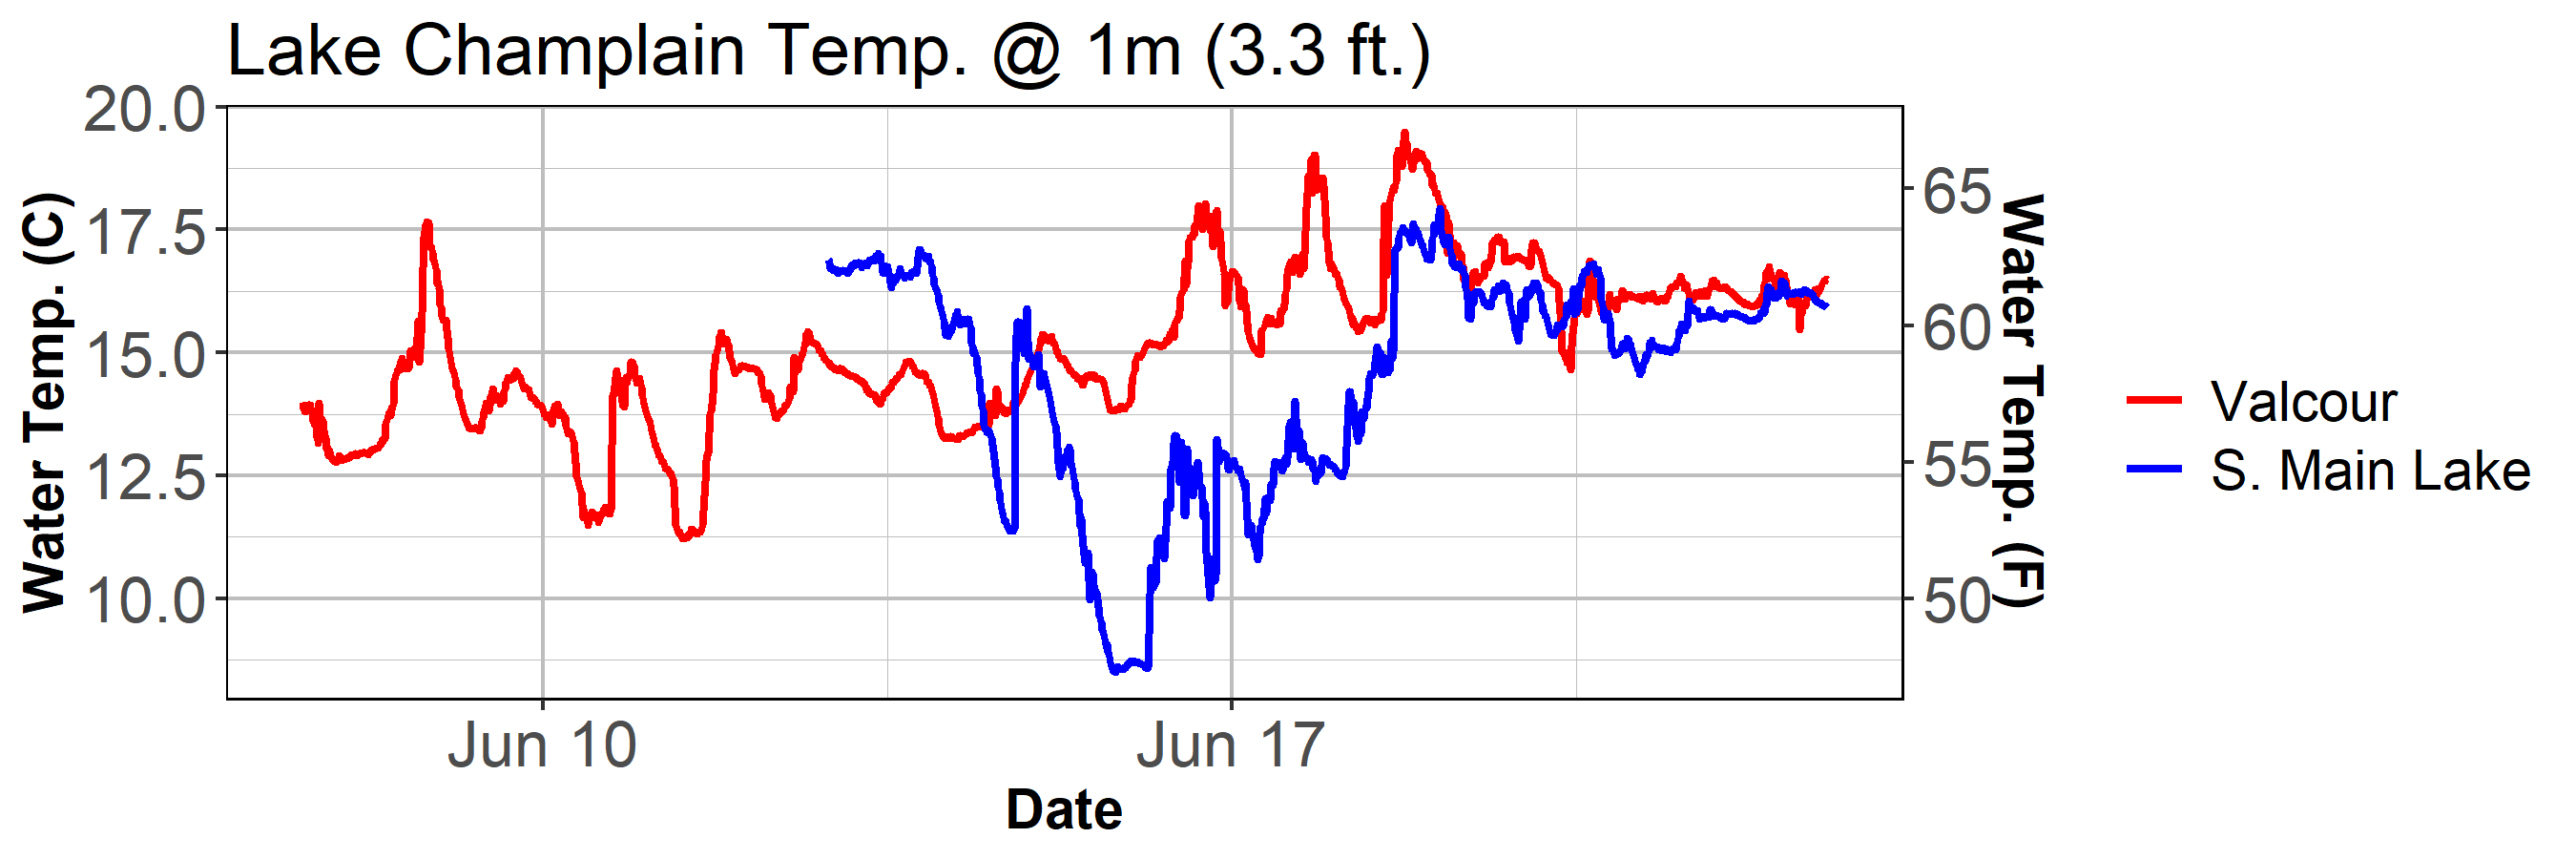 Lake Champlain Temp. @ 1m (3.3 ft.)
Water Temp. (C)
20.0
17.5
15.0
12.5
10.0
Jun 10
Jun 17
Date
65
60
55
50
Water Temp. (F)
Valcour
S. Main Lake